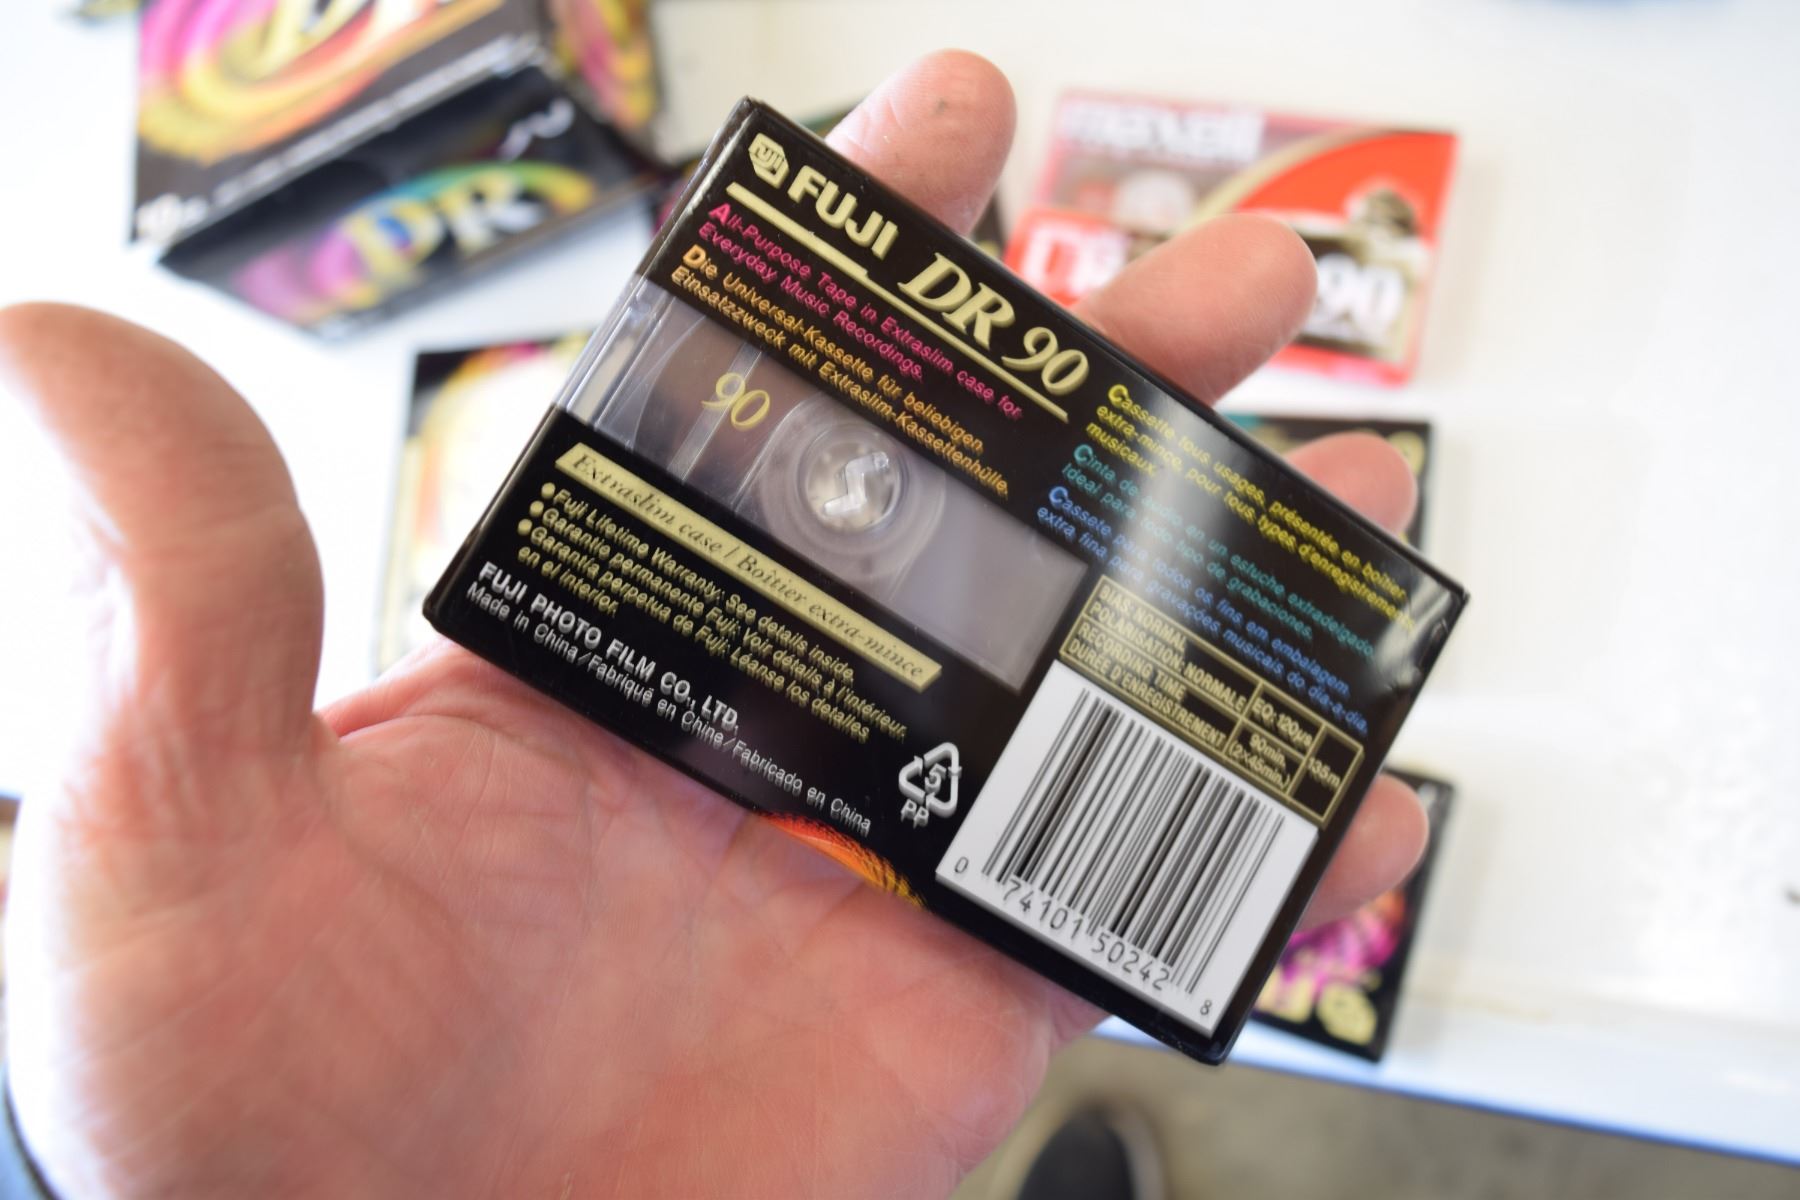 FUJI
FUJI DR 90
All-Purpose Tape in Extraslim case for
Everyday Music Recordings.
Die Universal-Kassette für beliebigen
Einsatzzweck mit Extraslim-Kassettenhülle.
Cassette tous usages, présentée en boîtier
extra-mince, pour tous types d'enregistrements
musicaux.
Cinta de audio en un estuche extradelgado.
Ideal para todo tipo de grabaciones.
Cassete para todos os fins em embalagem
extra fina para gravações musicais do dia-a-dia.
90
Extraslim case / Boîtier extra-mince
•Fuji Lifetime Warranty: See details inside.
•Garantie permanente Fuji: Voir détails à l'intérieur.
•Garantía perpetua de Fuji: Léanse los detalles
en el interior.
FUJI PHOTO FILM CO., LTD.
Made in China/Fabriqué en Chine/Fabricado en China
5
PP
BIAS: NORMAL
POLARISATION: NORMALE
EQ: 120μs
RECORDING TIME
DURÉE D'ENREGISTREMENT
90min.
(2×45min.)
135m
0 74101 50242 8
maxell
90
DR